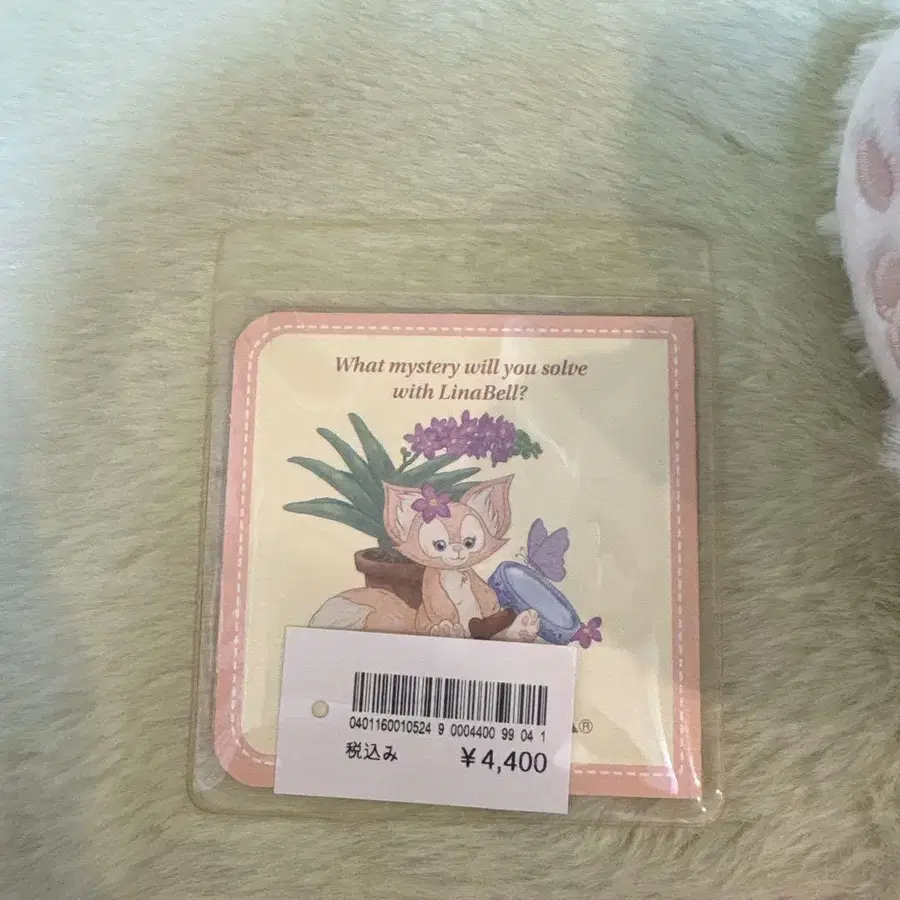 What mystery will you solve
with LinaBell?
®
0401160010524 9 0004400 99 04 1
税込み ¥4,400